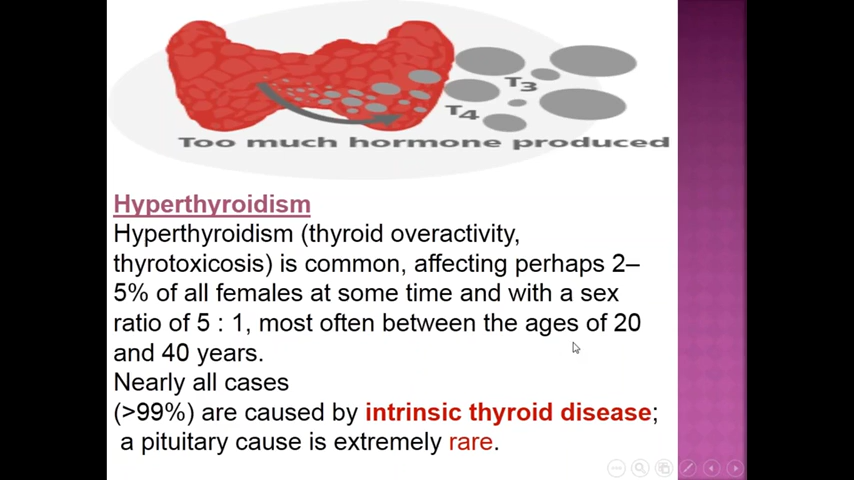 T3
T4
Too much hormone produced
Hyperthyroidism
Hyperthyroidism (thyroid overactivity,
thyrotoxicosis) is common, affecting perhaps 2–
5% of all females at some time and with a sex
ratio of 5 : 1, most often between the ages of 20
and 40 years.
Nearly all cases
(>99%) are caused by intrinsic thyroid disease;
a pituitary cause is extremely rare.